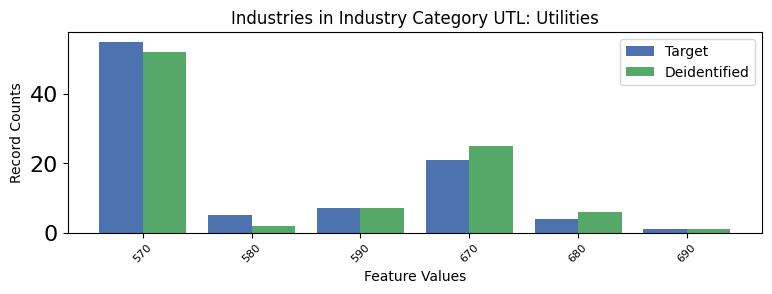 Industries in Industry Category UTL: Utilities
Target
Deidentified
Record Counts
40
20
0
570
580
590
670
680
690
Feature Values